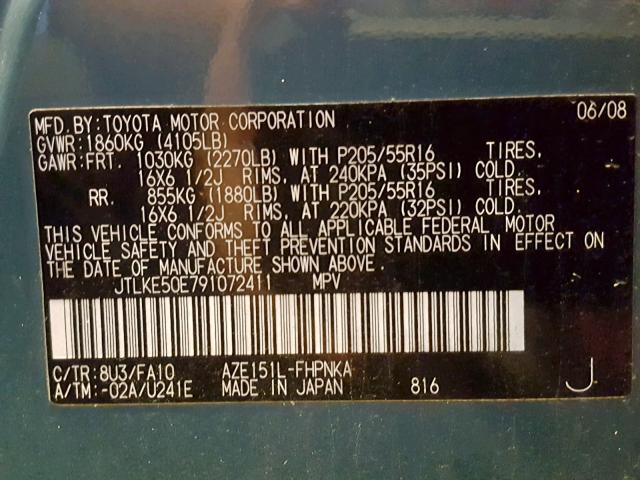 MFD.BY:TOYOTA MOTOR CORPORATION 06/08
GVWR:1860KG (4105LB)
GAWR:FRT. 1030KG (2270LB) WITH P205/55R16 TIRES,
16X6 1/2J RIMS, AT 240KPA (35PSI) COLD.
RR. 855KG (1880LB) WITH P205/55R16 TIRES,
16X6 1/2J RIMS, AT 220KPA (32PSI) COLD.
THIS VEHICLE CONFORMS TO ALL APPLICABLE FEDERAL MOTOR
VEHICLE SAFETY AND THEFT PREVENTION STANDARDS IN EFFECT ON
THE DATE OF MANUFACTURE SHOWN ABOVE.
JTLKE50E791072411 MPV
C/TR:8U3/FA10 AZE151L-FHPNKA
A/TM:-02A/U241E MADE IN JAPAN 816 J